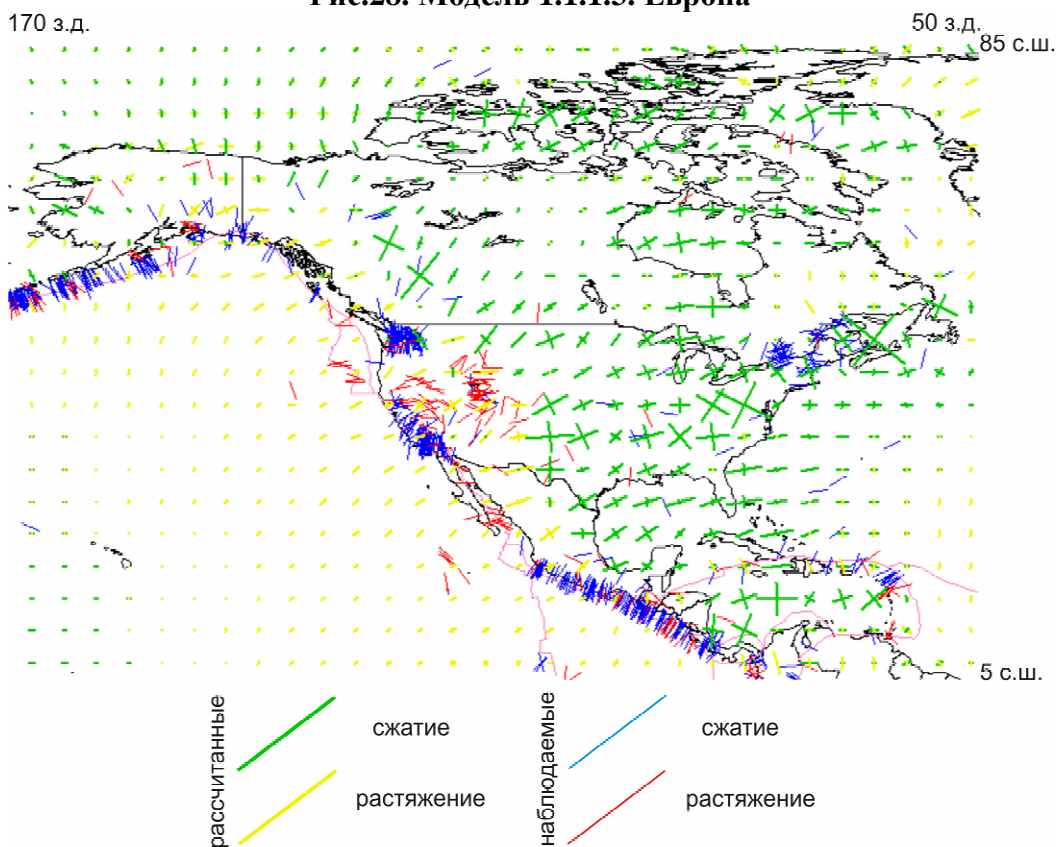 Рис.28. Модель 1.1.1.3. Европа
170 з.д.
50 з.д.
85 с.ш.
5 с.ш.
рассчитанные
сжатие
растяжение
наблюдаемые
сжатие
растяжение